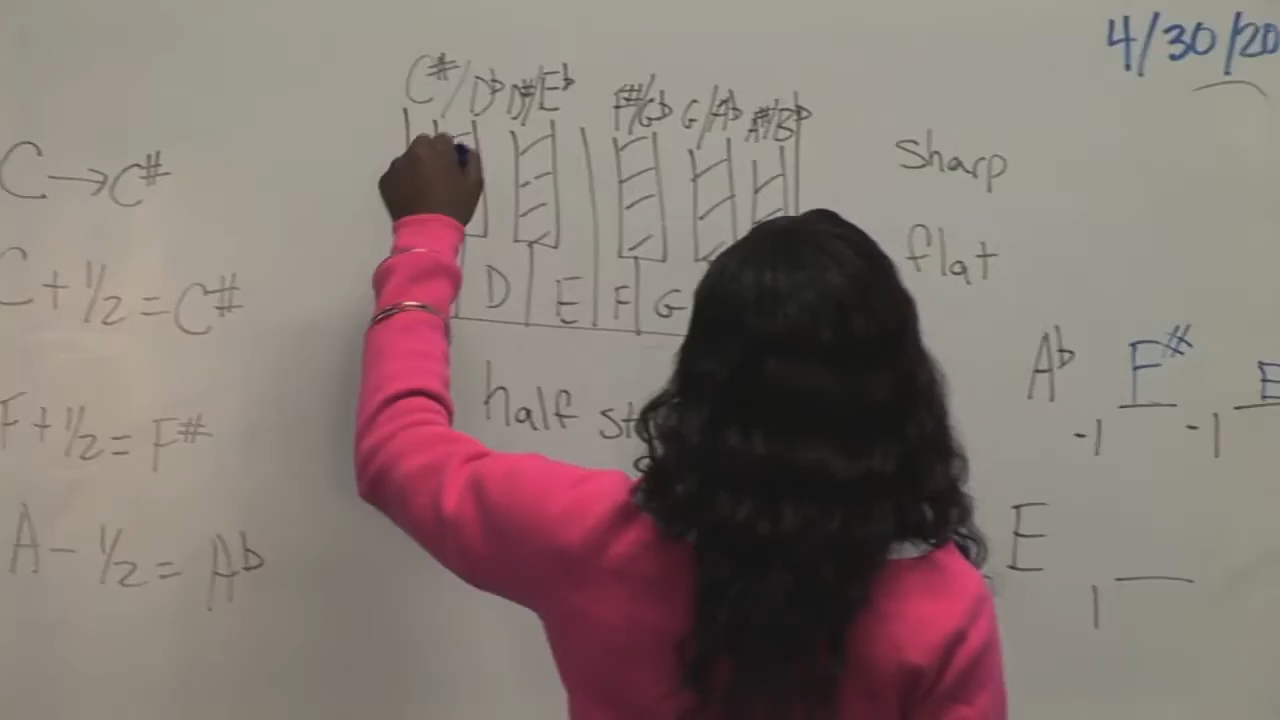 4/30/20
C#/Db D#/Eb F#/Gb G/Ab A#/Bb
C→C#
sharp
C+1/2=C#
flat
D E F G
F+1/2=F#
half
Ab F# E
-1 -1
A-1/2=Ab
E
1